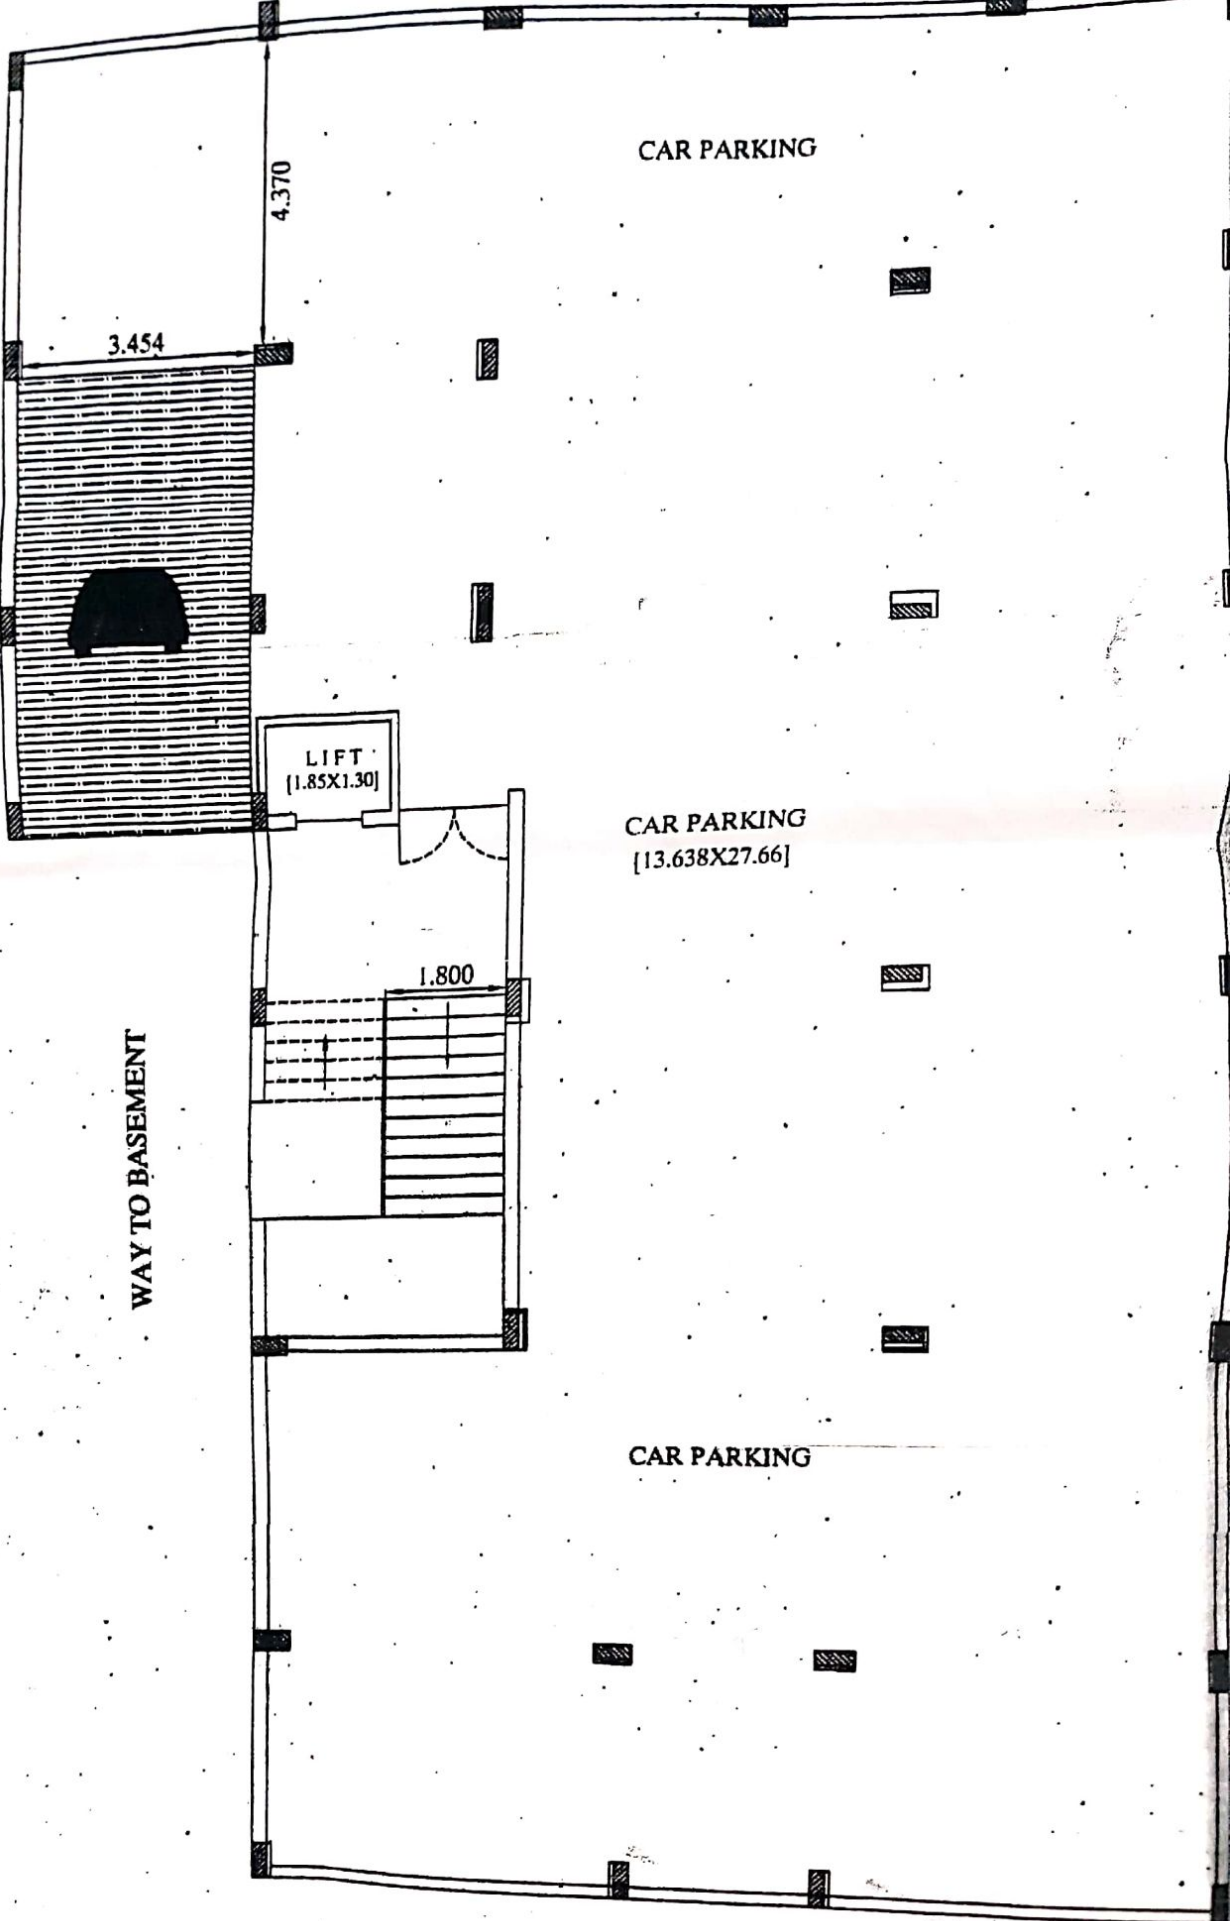 CAR PARKING
4.370
3.454
LIFT
[1.85X1.30]
CAR PARKING
[13.638X27.66]
1.800
WAY TO BASEMENT
CAR PARKING